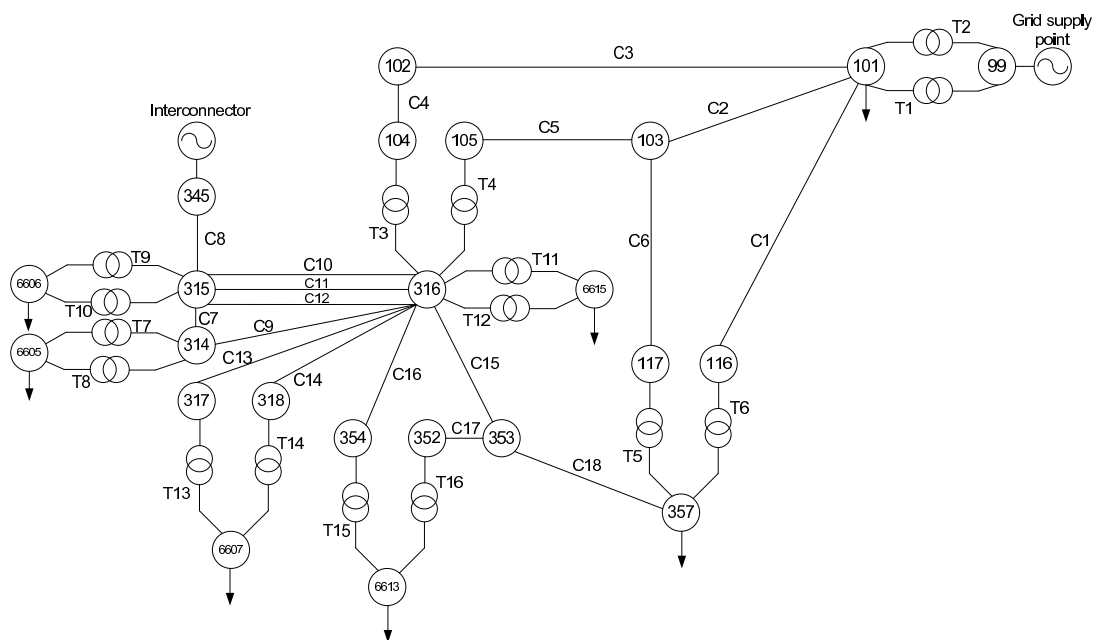 Grid supply
point
T2
C3
102
101
99
T1
C4
C2
Interconnector
104
105
C5
103
T4
345
T3
C8
C6
C1
T9
C10
T11
6606
315
C11
316
6615
C12
T10
T12
C7
T7
C9
6605
314
C13
C15
T8
C14
C16
117
116
317
318
T6
354
352
C17
353
T14
T5
C18
T16
T13
357
T15
6607
6613